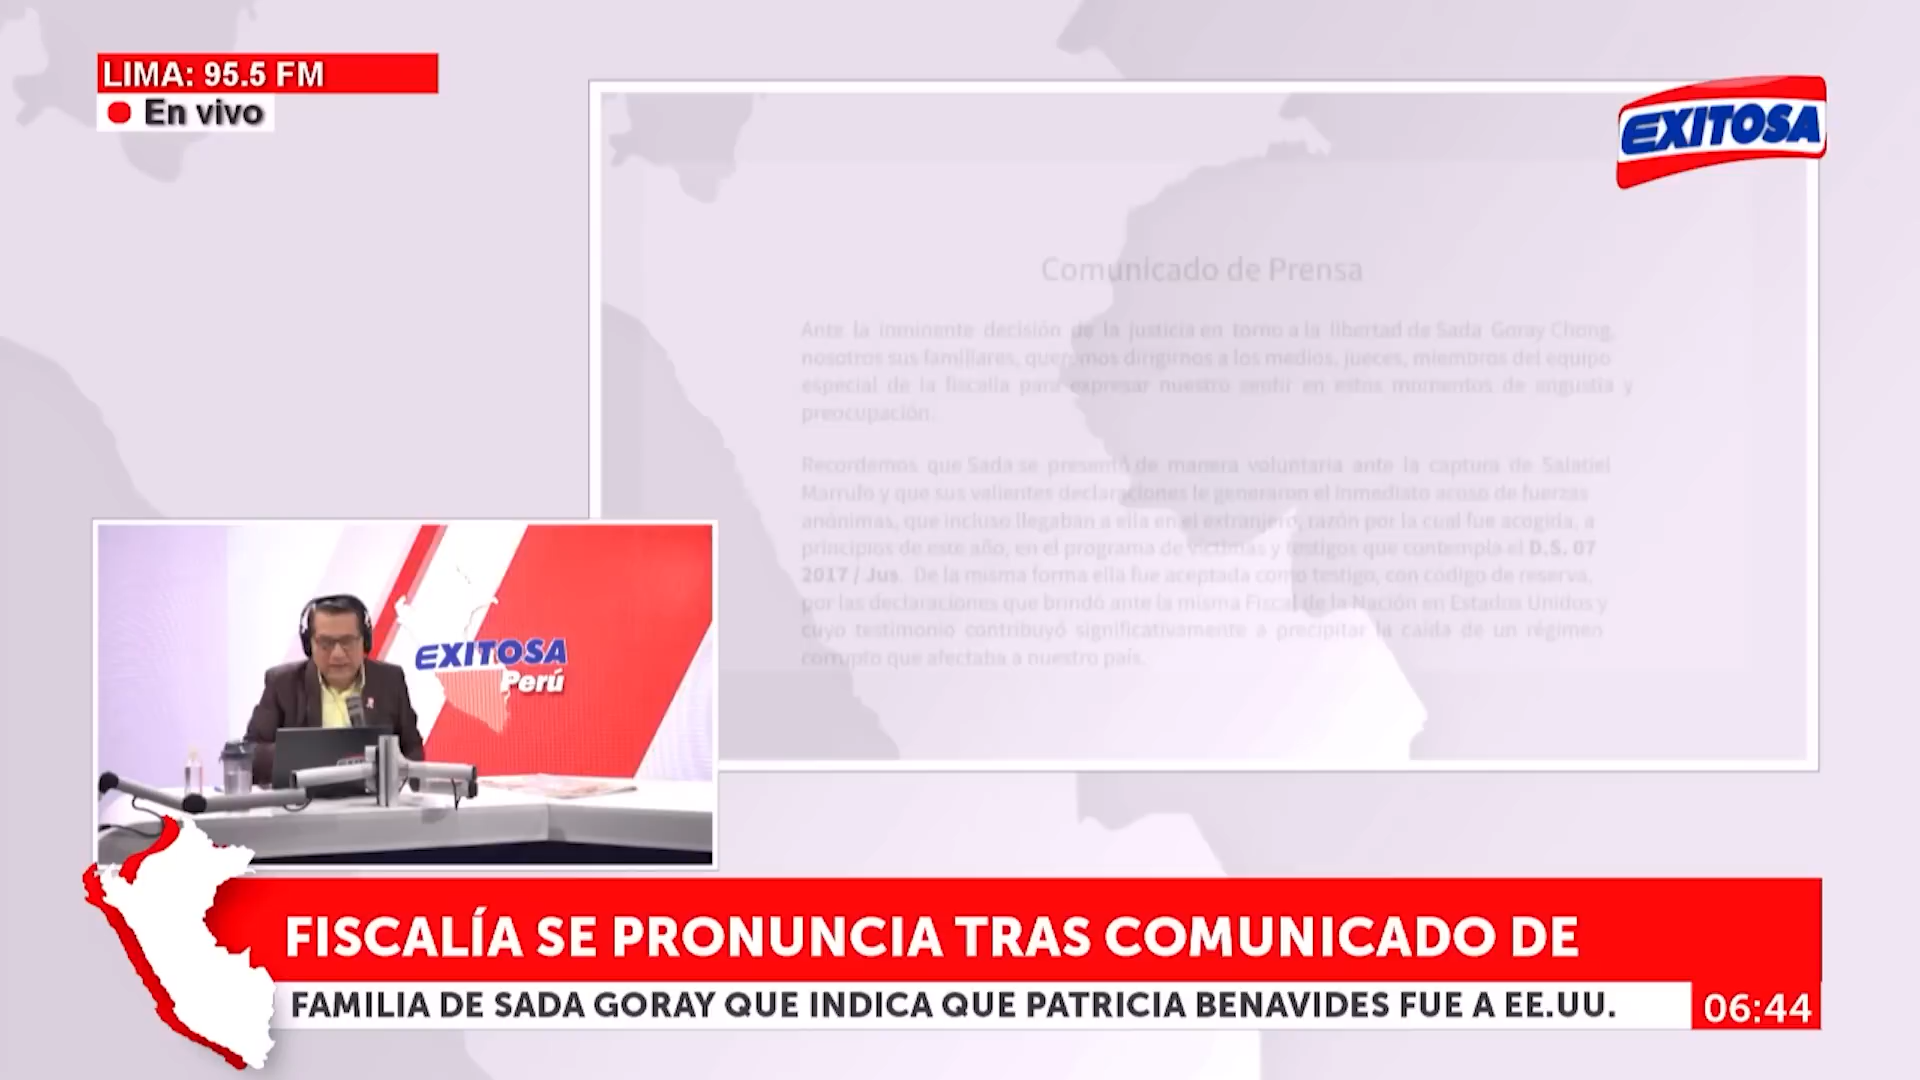 LIMA: 95.5 FM
En vivo
EXITOSA
Comunicado de Prensa
Ante la inminente decisión de la justicia en torno a la libertad de Sada Goray Chong,
nosotros sus familiares, queremos dirigirnos a los medios, jueces, miembros del equipo
especial de la fiscalía para expresar nuestro sentir en estos momentos de angustia y
preocupación.
Recordemos que Sada se presentó de manera voluntaria ante la captura de Salatiel
Marrufo y que sus valientes declaraciones le generaron el inmediato acoso de fuerzas
anónimas, que incluso llegaban a ella en el extranjero, razón por la cual fue acogida, a
principios de este año, en el programa de víctimas y testigos que contempla el D.S. 07
2017 / Jus. De la misma forma ella fue aceptada como testigo, con código de reserva,
por las declaraciones que brindó ante la misma Fiscal de la Nación en Estados Unidos y
cuyo testimonio contribuyó significativamente a precipitar la caída de un régimen
corrupto que afectaba a nuestro país.
EXITOSA
Perú
FISCALÍA SE PRONUNCIA TRAS COMUNICADO DE
FAMILIA DE SADA GORAY QUE INDICA QUE PATRICIA BENAVIDES FUE A EE.UU.
06:44